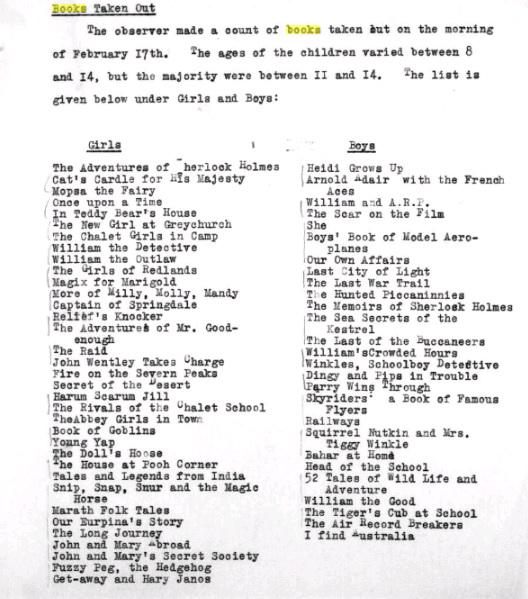 Books Taken Out
The observer made a count of books taken out on the morning
of February 17th. The ages of the children varied between 8
and 14, but the majority were between II and 14. The list is
given below under Girls and Boys:
Girls
The Adventures of Sherlock Holmes
Cat's Cardle for His Majesty
Mopsa the Fairy
Once upon a Time
In Teddy Bear's House
The New Girl at Greychurch
The Chalet Girls in Camp
William the Detective
William the Outlaw
The Girls of Redlands
Magix for Marigold
More of Milly, Molly, Mandy
Captain of Springdale
Relief's Knocker
The Adventures of Mr. Good-
enough
The Raid
John Wentley Takes Charge
Fire on the Severn Peaks
Secret of the Desert
Harum Scarum Jill
The Rivals of the Chalet School
TheAbbey Girls in Town
Book of Goblins
Young Yap
The Doll's Hoose
The House at Pooh Corner
Tales and Legends from India
Snip, Snap, Snur and the Magic
Horse
Marath Folk Tales
Our Eurpina's Story
The Long Journey
John and Mary Abroad
John and Mary's Secret Society
Fuzzy Peg, the Hedgehog
Get-away and Hary Janos
Boys
Heidi Grows Up
Arnold Adair with the French
Aces
William and A.R.P.
The Scar on the Film
She
Boys' Book of Model Aero-
planes
Our Own Affairs
Last City of Light
The Last War Trail
The Hunted Piccaninnies
The Memoirs of Sherlock Holmes
The Sea Secrets of the
Kestrel
The Last of the Buccaneers
William'sCrowded Hours
Winkles, Schoolboy Detective
Dingy and Pips in Trouble
Parry Wins Through
Skyriders a Book of Famous
Flyers
Railways
Squirrel Nutkin and Mrs.
Tiggy Winkle
Bahar at Home
Head of the School
52 Tales of Wild Life and
Adventure
William the Good
The Tiger's Cub at School
The Air Record Breakers
I find Australia